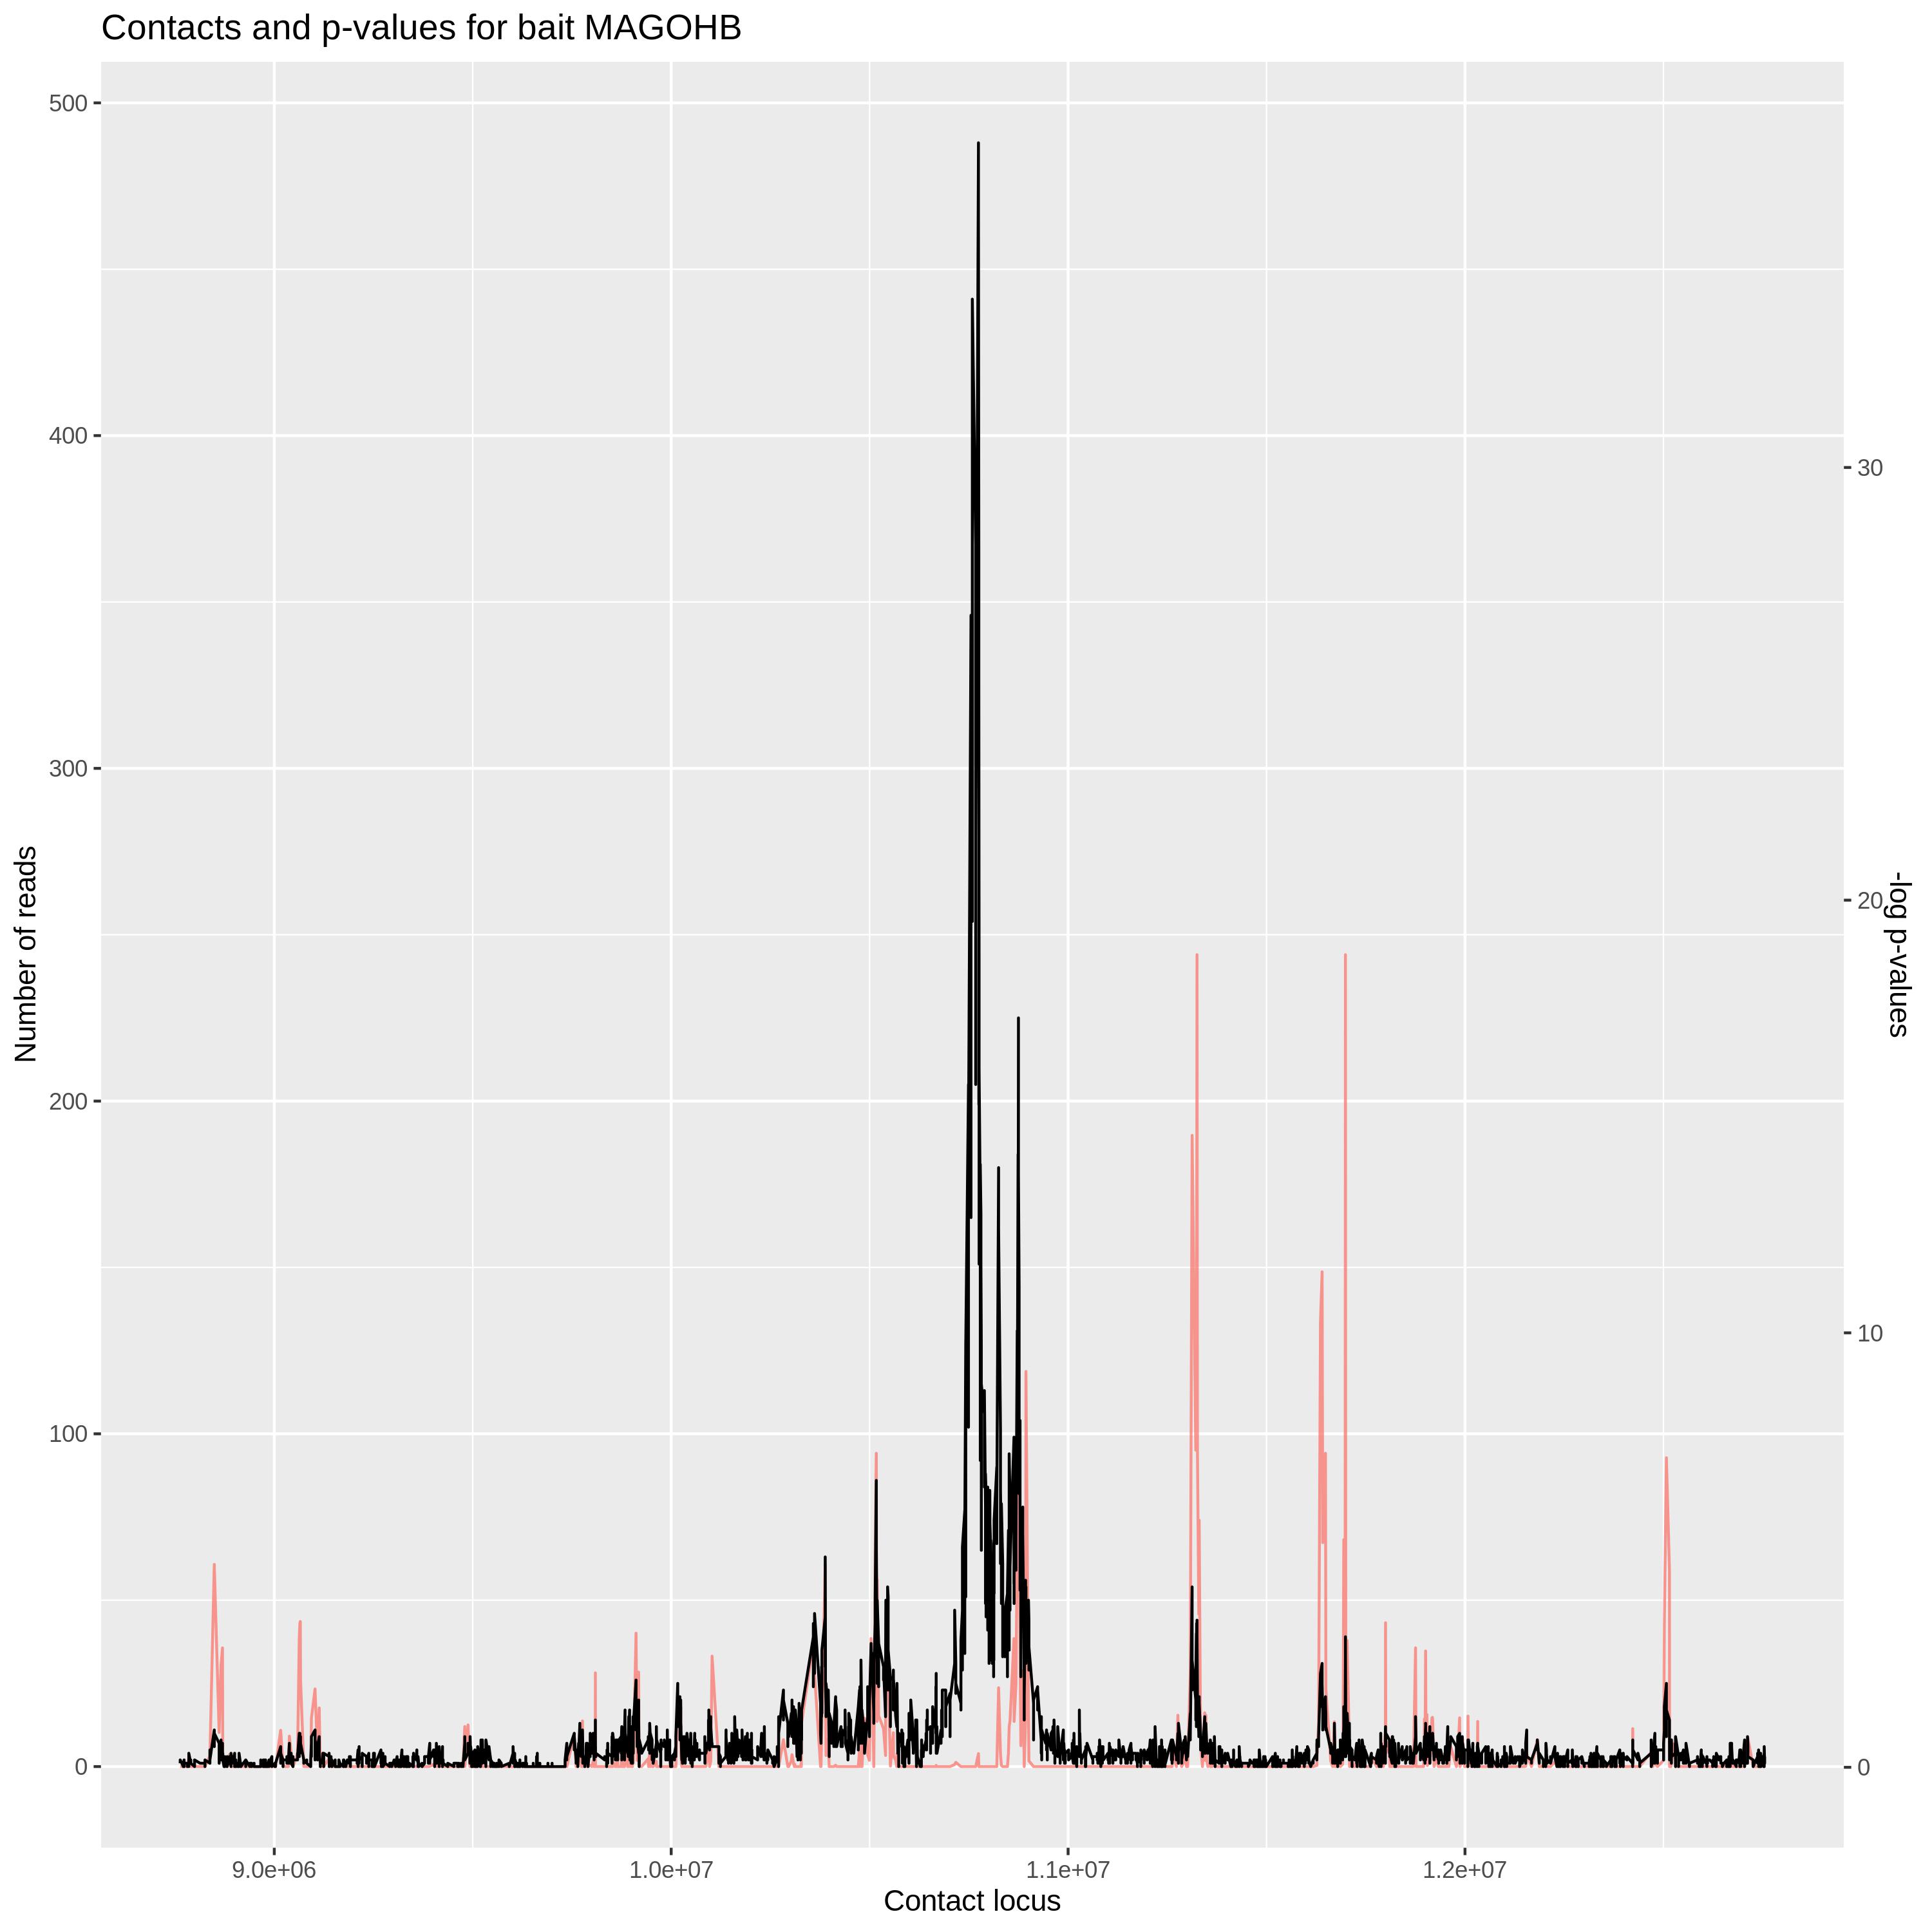 Contacts and p-values for bait MAGOHB
500
400
300
200
100
0
Number of reads
30
20
10
0
-log p-values
9.0e+06
1.0e+07
1.1e+07
1.2e+07
Contact locus